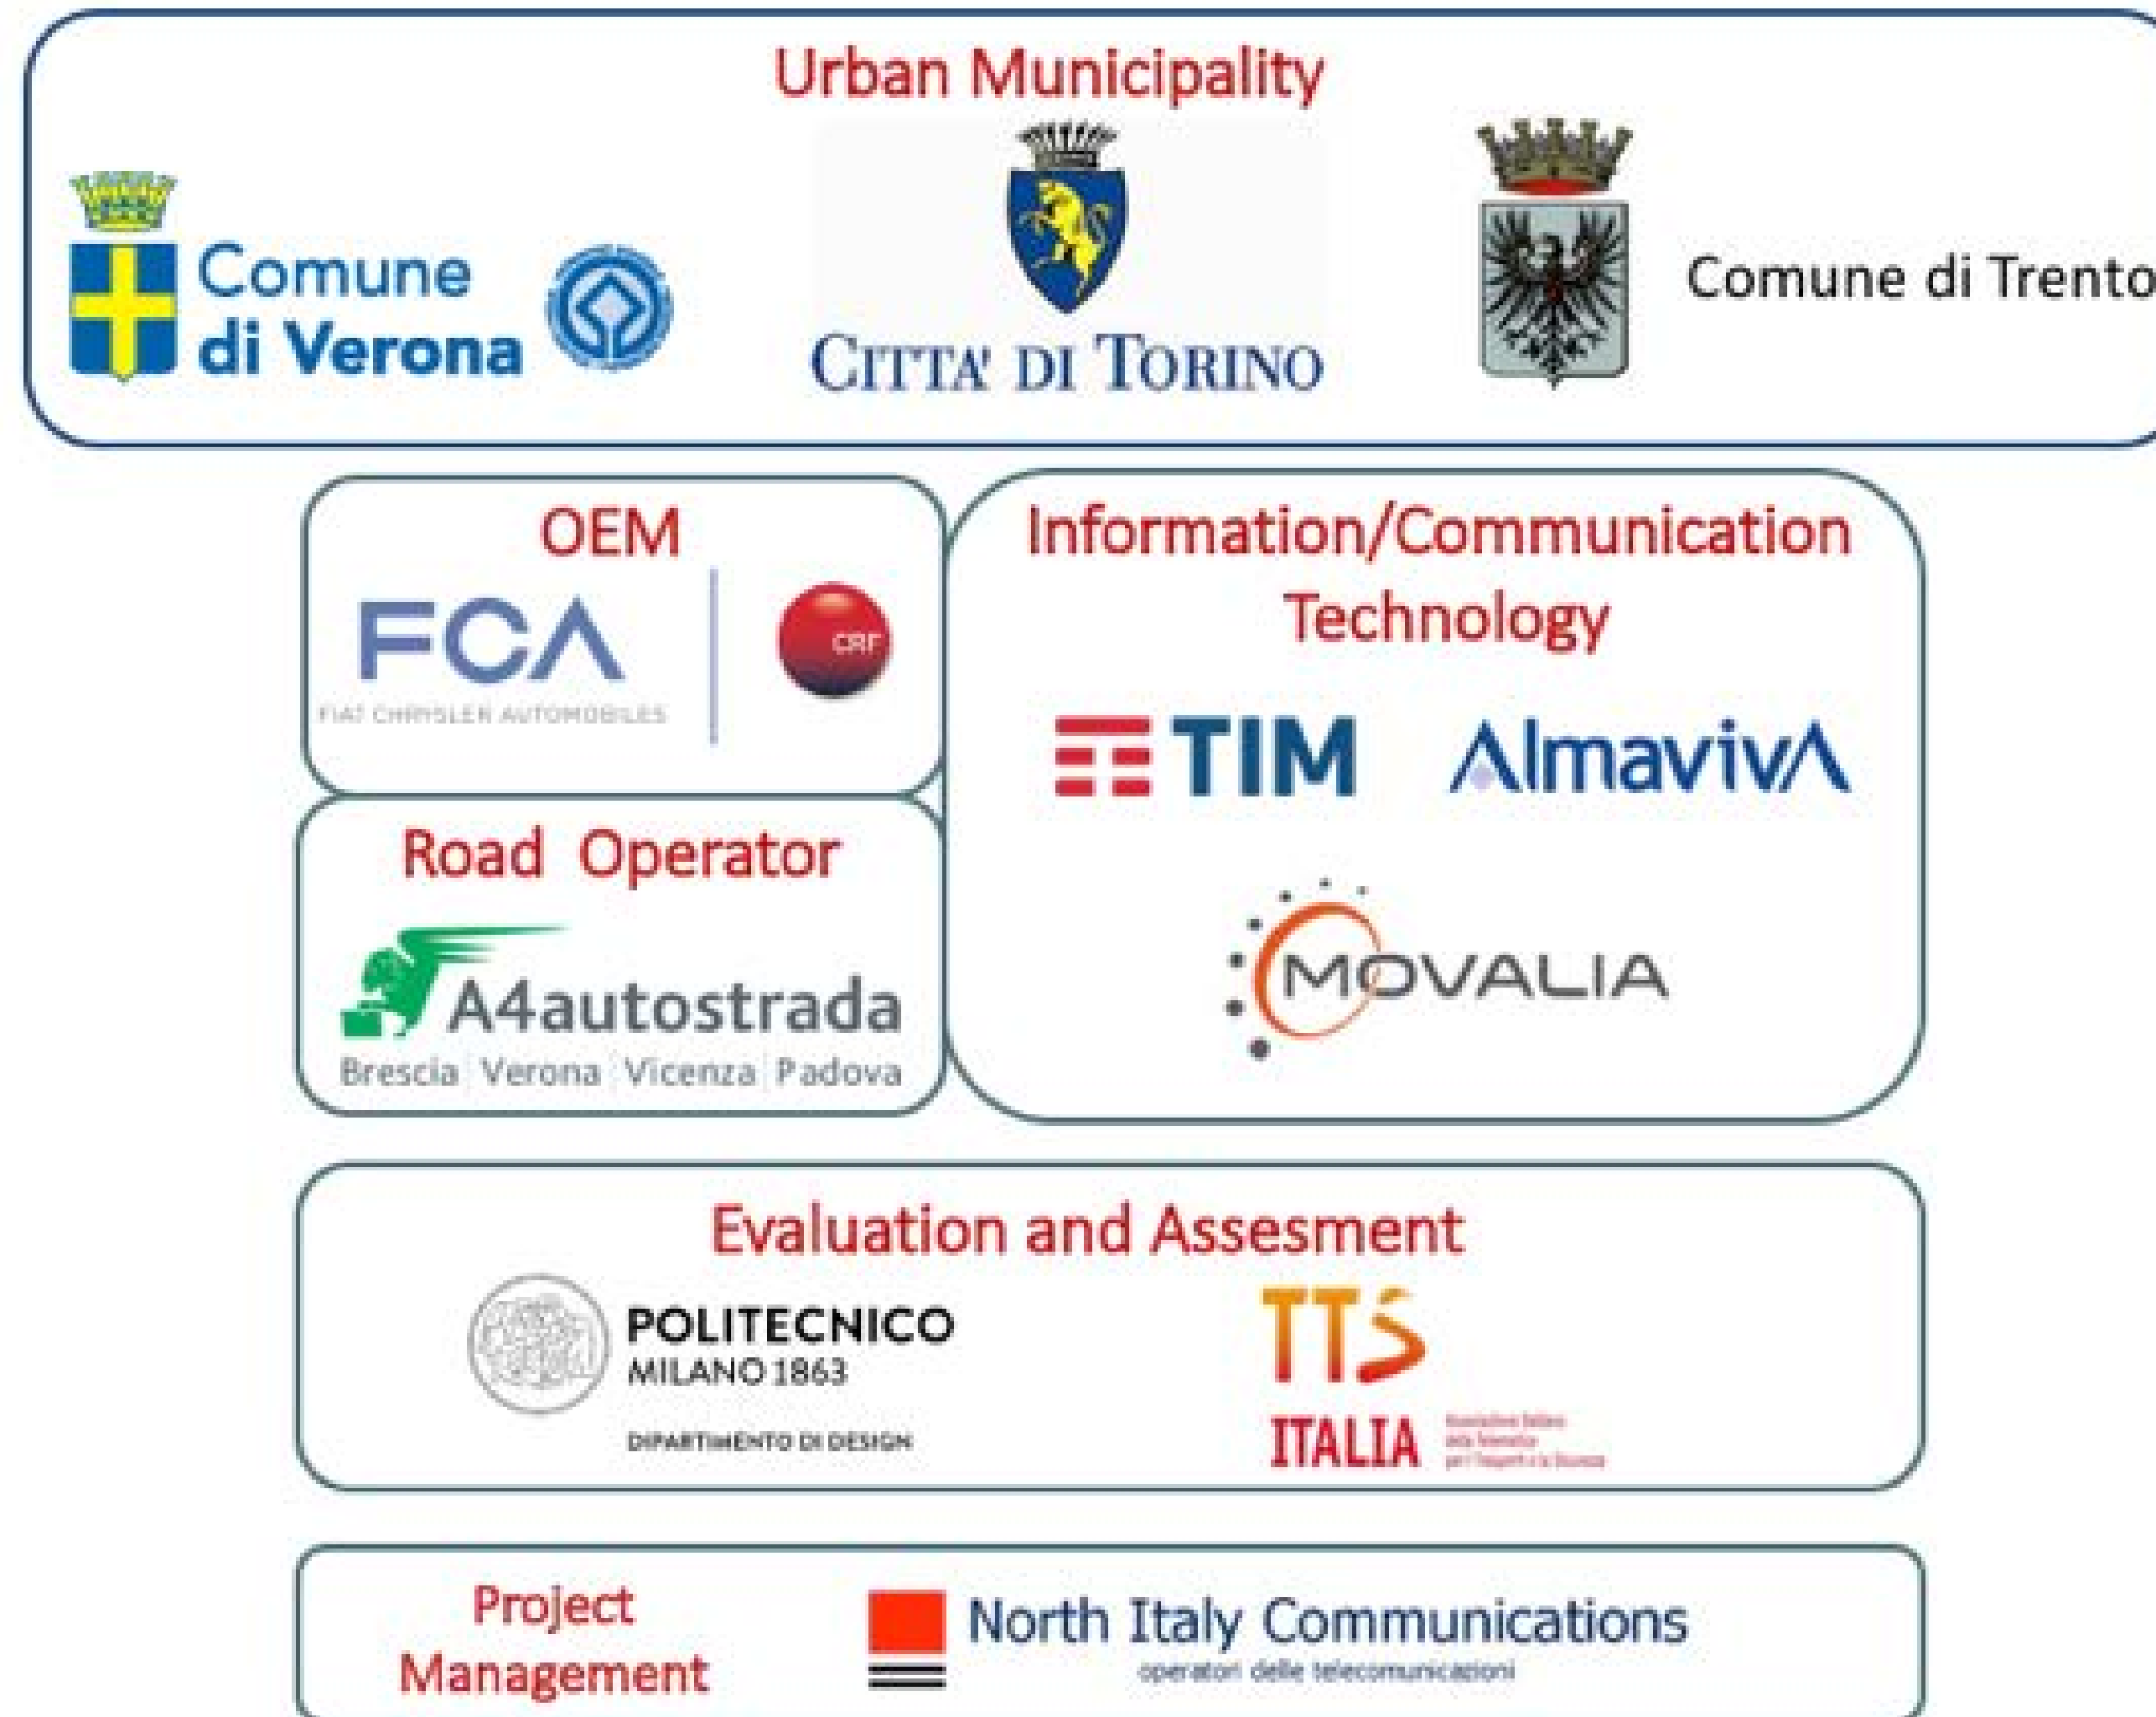 Urban Municipality
Comune
di Verona
CITTA' DI TORINO
Comune di Trento
OEM
FCA
FIAT CHRYSLER AUTOMOBILES
CRF
Road Operator
A4autostrada
Brescia Verona Vicenza Padova
Information/Communication
Technology
TIM
Almaviva
MOVALIA
Evaluation and Assesment
POLITECNICO
MILANO 1863
DIPARTIMENTO DI DESIGN
TTS
ITALIA
Project
Management
North Italy Communications
operatori delle telecomunicazioni